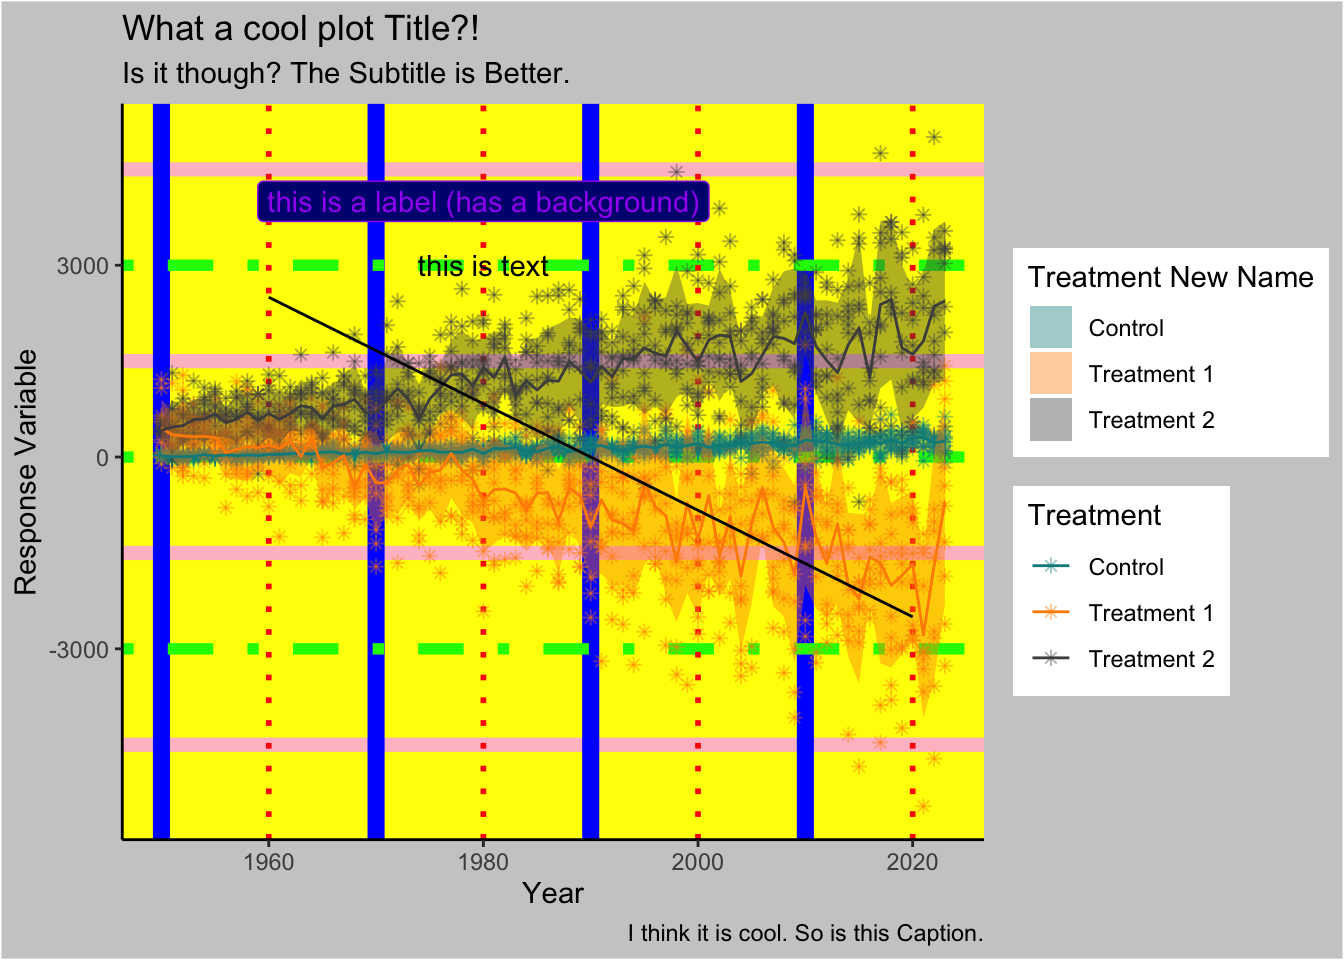 What a cool plot Title?!
Is it though? The Subtitle is Better.
this is a label (has a background)
this is text
3000
0
-3000
Response Variable
1960
1980
2000
2020
Year
I think it is cool. So is this Caption.
Treatment New Name
Control
Treatment 1
Treatment 2
Treatment
Control
Treatment 1
Treatment 2